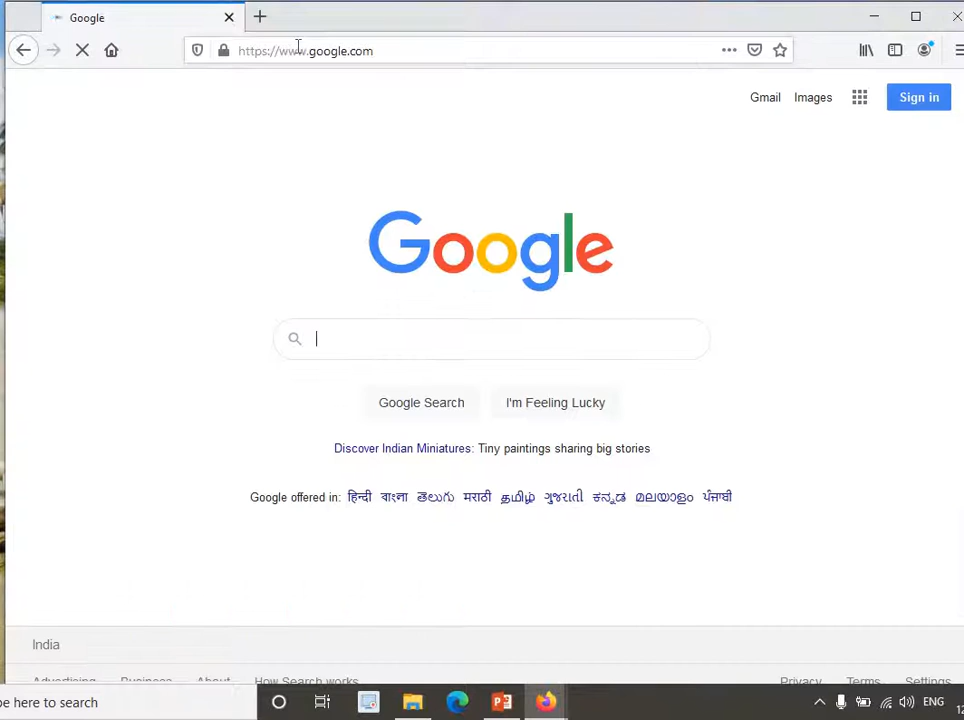 Google
https://www.google.com
Gmail Images Sign in
Google
Google Search I'm Feeling Lucky
Discover Indian Miniatures: Tiny paintings sharing big stories
Google offered in: हिन्दी বাংলা తెలుగు मराठी தமிழ் ગુજરાતી ಕನ್ನಡ മലയാളം ਪੰਜਾਬੀ
India
Advertising Business About How Search works Privacy Terms Settings
be here to search ENG 12